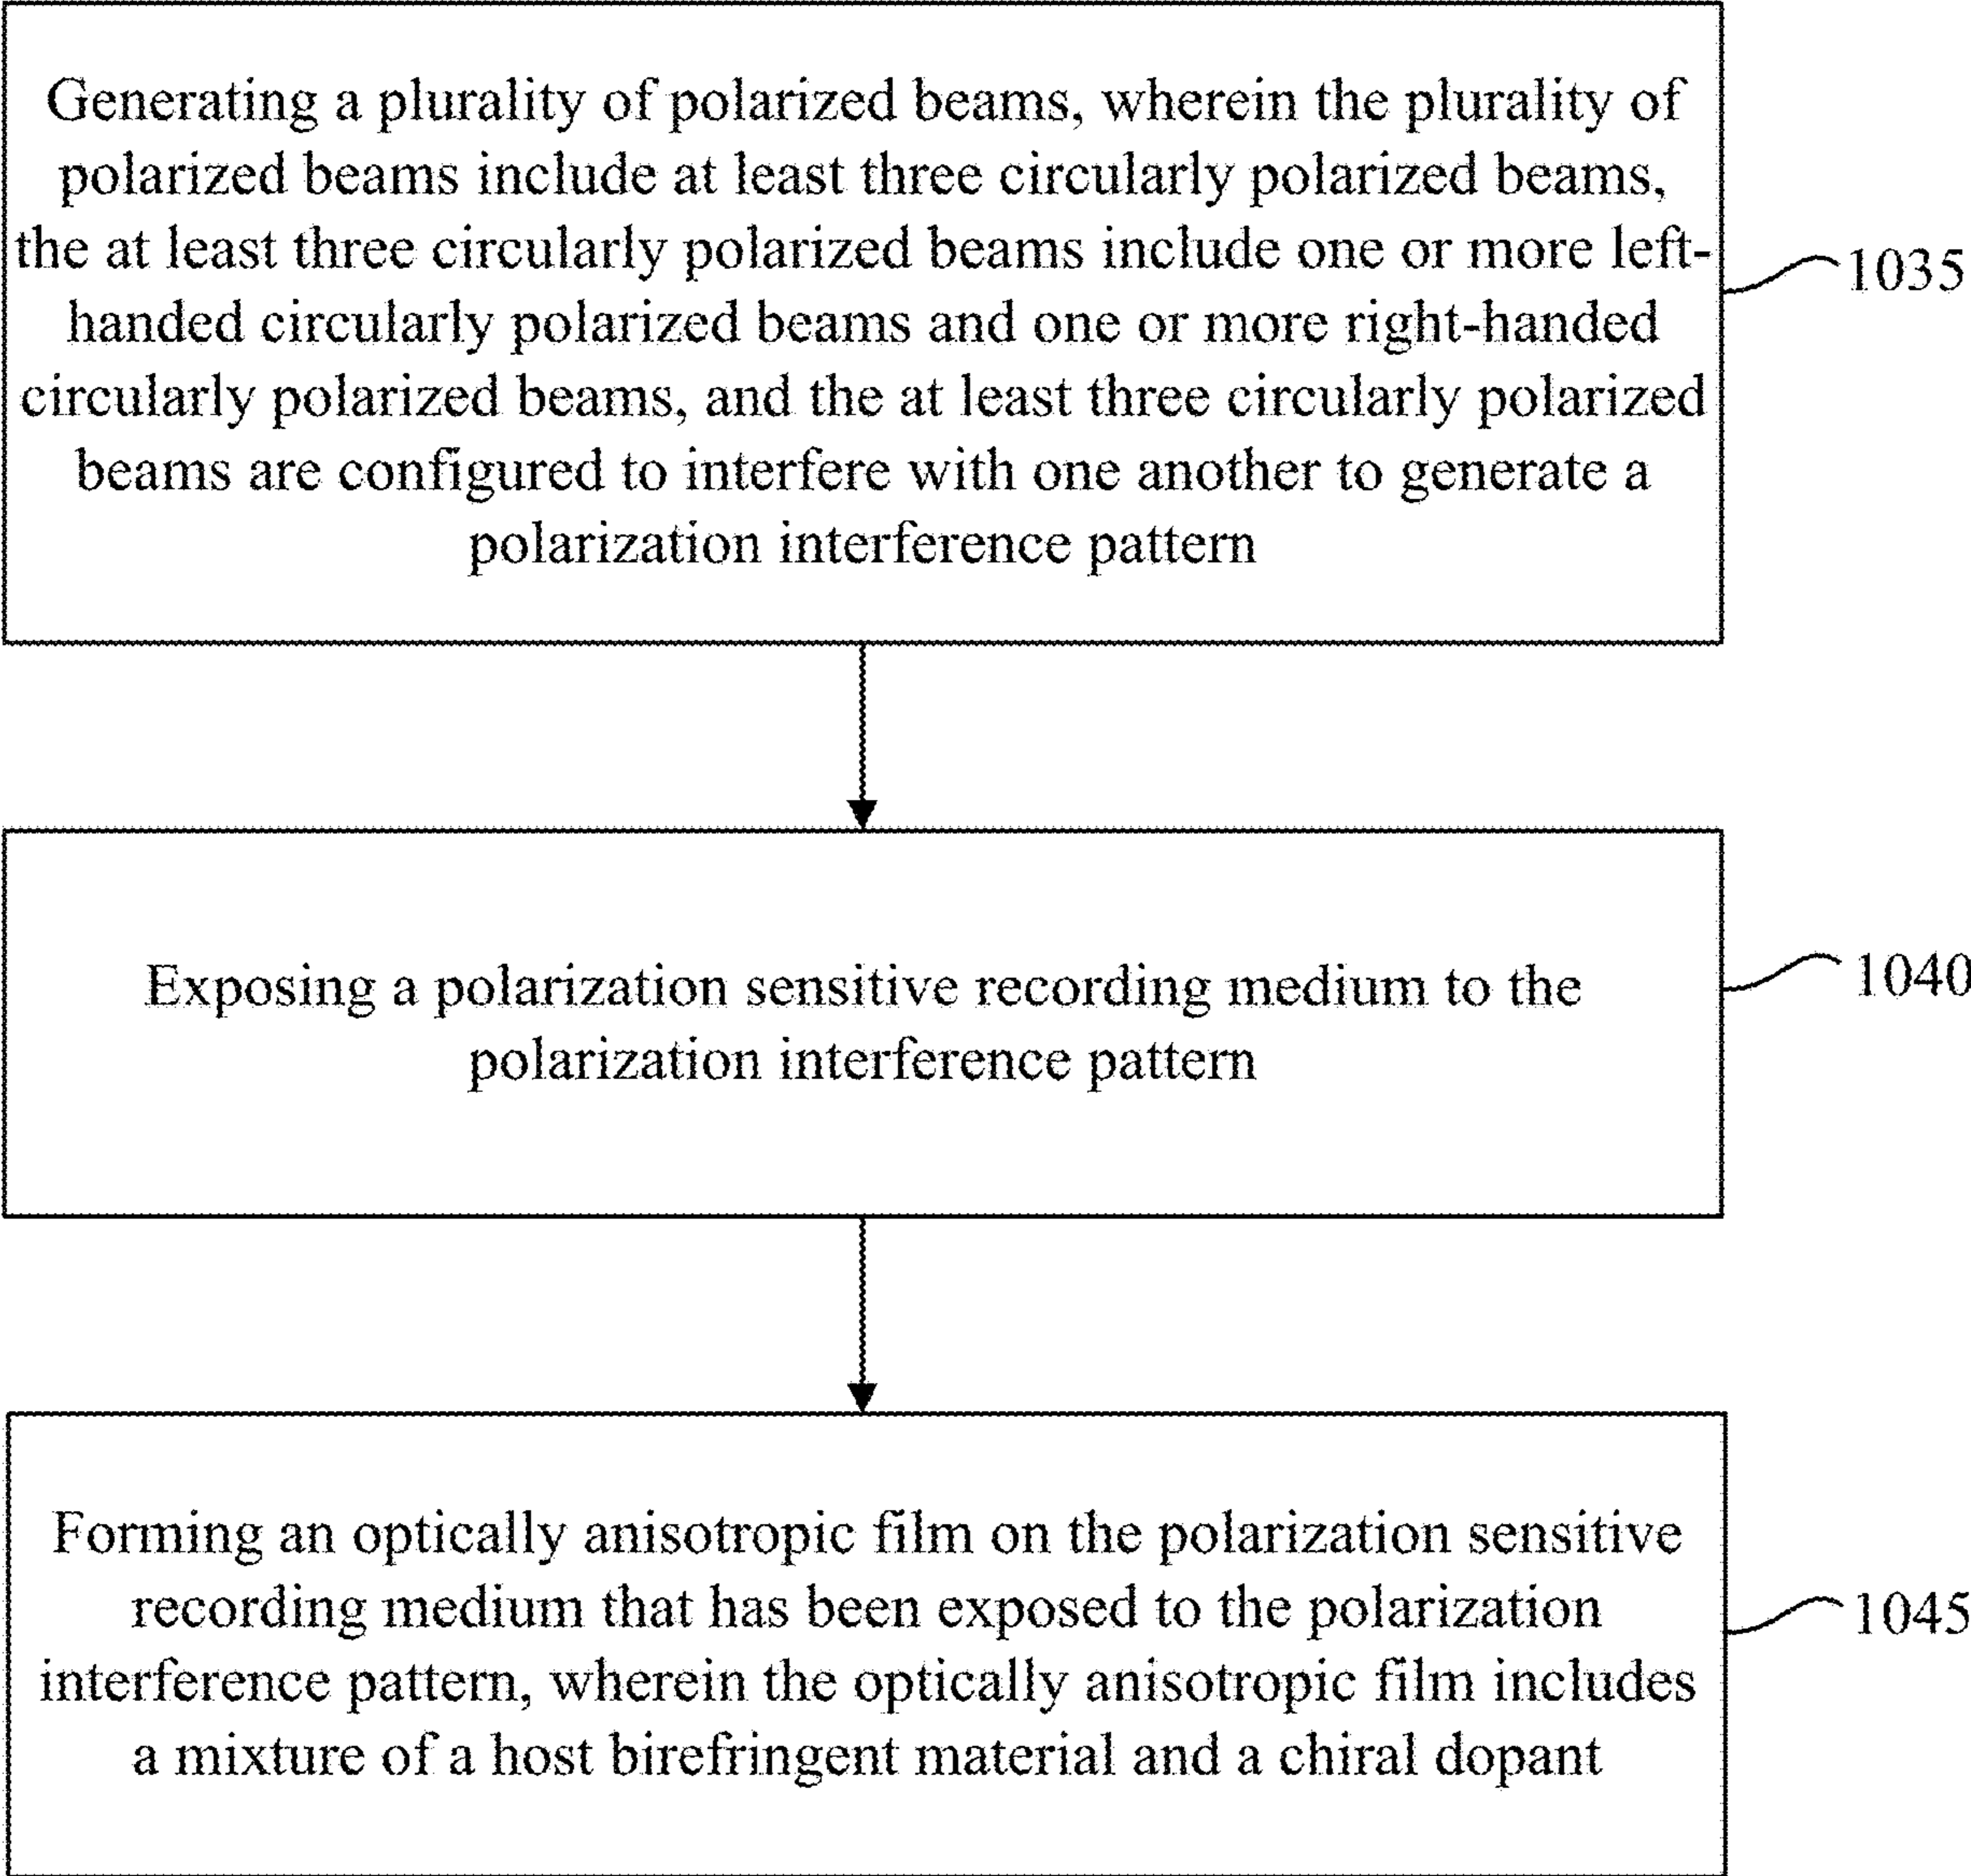 Generating a plurality of polarized beams, wherein the plurality of
polarized beams include at least three circularly polarized beams,
the at least three circularly polarized beams include one or more left-
handed circularly polarized beams and one or more right-handed
circularly polarized beams, and the at least three circularly polarized
beams are configured to interfere with one another to generate a
polarization interference pattern
1035
Exposing a polarization sensitive recording medium to the
polarization interference pattern
1040
Forming an optically anisotropic film on the polarization sensitive
recording medium that has been exposed to the polarization
interference pattern, wherein the optically anisotropic film includes
a mixture of a host birefringent material and a chiral dopant
1045